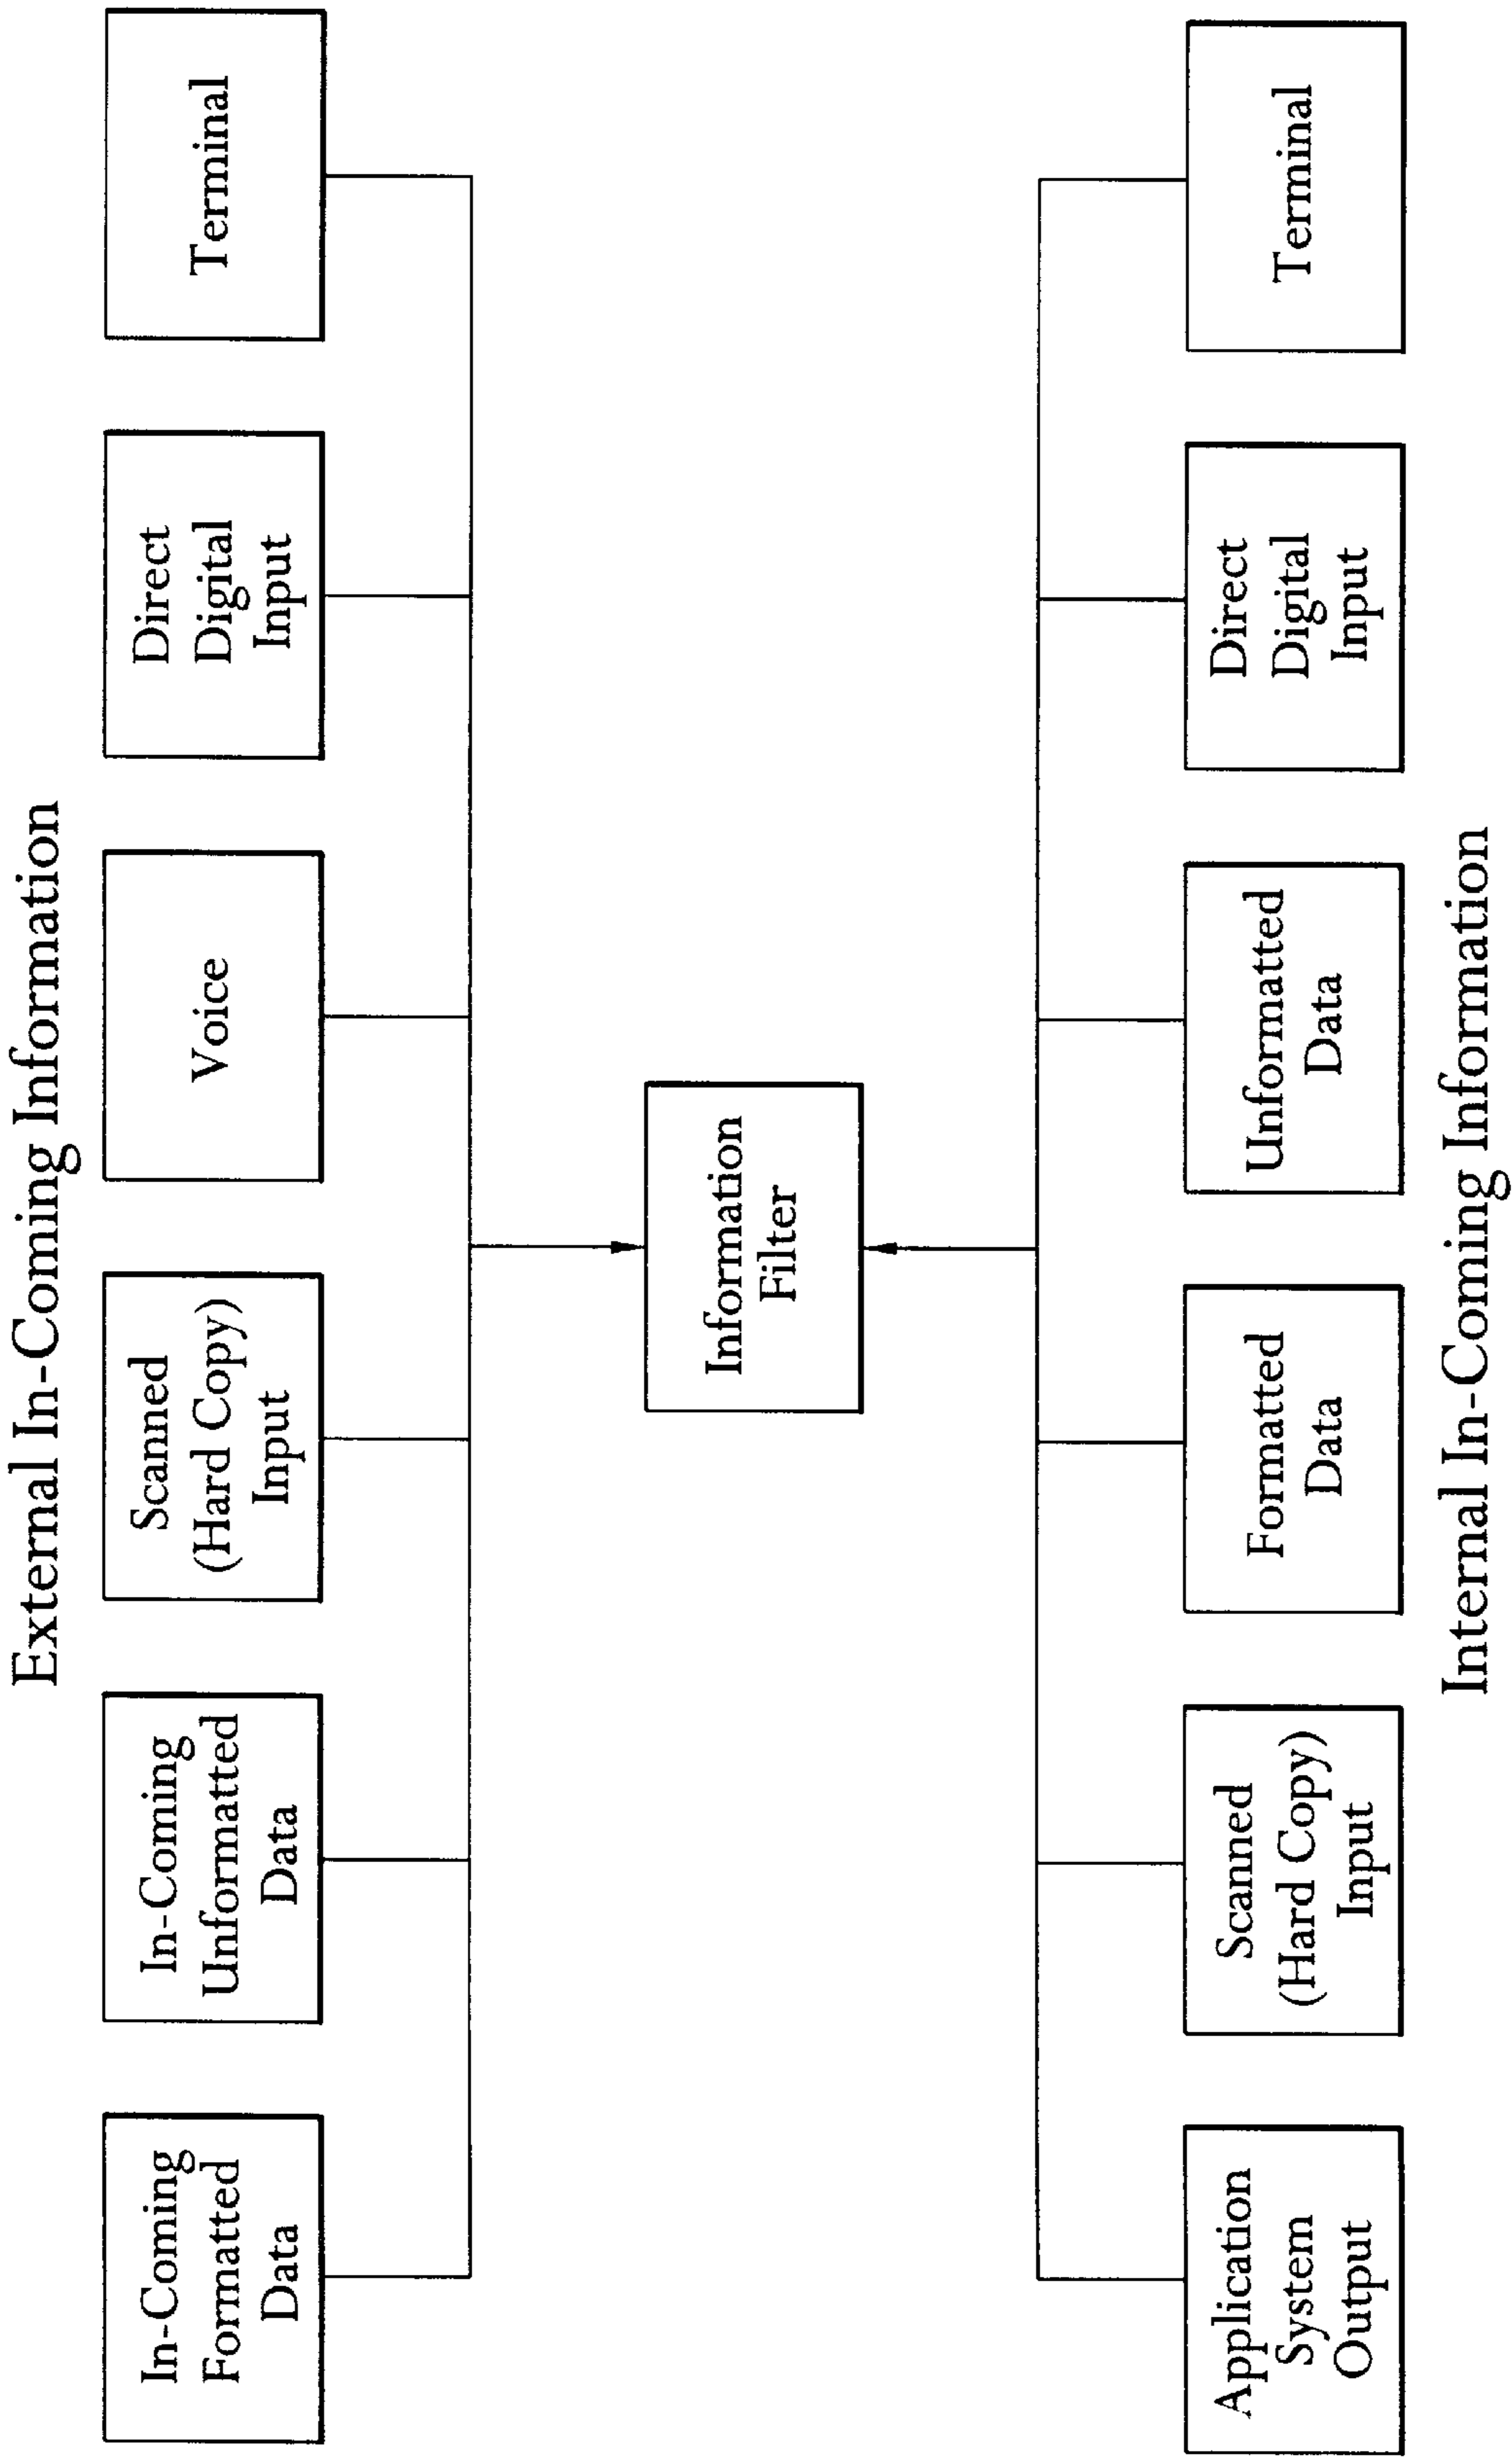 External In-Coming Information
In-Coming
Formatted
Data
In-Coming
Unformatted
Data
Scanned
(Hard Copy)
Input
Voice
Direct
Digital
Input
Terminal
Information
Filter
Application
System
Output
Scanned
(Hard Copy)
Input
Formatted
Data
Unformatted
Data
Direct
Digital
Input
Terminal
Internal In-Coming Information